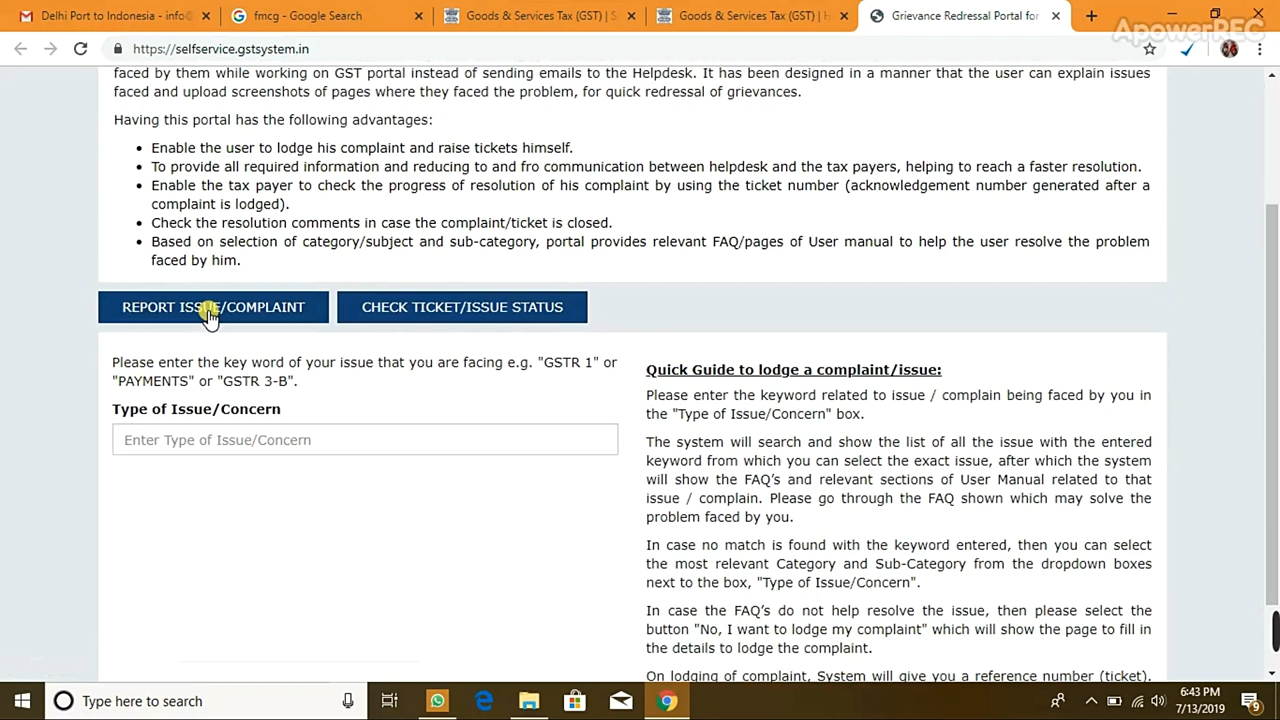 Delhi Port to Indonesia - info@
fmcg - Google Search
Goods & Services Tax (GST) | S
Goods & Services Tax (GST) | H
Grievance Redressal Portal for
ApowerREC
https://selfservice.gstsystem.in
faced by them while working on GST portal instead of sending emails to the Helpdesk. It has been designed in a manner that the user can explain issues
faced and upload screenshots of pages where they faced the problem, for quick redressal of grievances.
Having this portal has the following advantages:
• Enable the user to lodge his complaint and raise tickets himself.
• To provide all required information and reducing to and fro communication between helpdesk and the tax payers, helping to reach a faster resolution.
• Enable the tax payer to check the progress of resolution of his complaint by using the ticket number (acknowledgement number generated after a
complaint is lodged).
• Check the resolution comments in case the complaint/ticket is closed.
• Based on selection of category/subject and sub-category, portal provides relevant FAQ/pages of User manual to help the user resolve the problem
faced by him.
REPORT ISSUE/COMPLAINT
CHECK TICKET/ISSUE STATUS
Please enter the key word of your issue that you are facing e.g. "GSTR 1" or
"PAYMENTS" or "GSTR 3-B".
Type of Issue/Concern
Enter Type of Issue/Concern
Quick Guide to lodge a complaint/issue:
Please enter the keyword related to issue / complain being faced by you in
the "Type of Issue/Concern" box.
The system will search and show the list of all the issue with the entered
keyword from which you can select the exact issue, after which the system
will show the FAQ's and relevant sections of User Manual related to that
issue / complain. Please go through the FAQ shown which may solve the
problem faced by you.
In case no match is found with the keyword entered, then you can select
the most relevant Category and Sub-Category from the dropdown boxes
next to the box, "Type of Issue/Concern".
In case the FAQ's do not help resolve the issue, then please select the
button "No, I want to lodge my complaint" which will show the page to fill in
the details to lodge the complaint.
On lodging of complaint, System will give you a reference number (ticket).
Type here to search
6:43 PM
7/13/2019
9